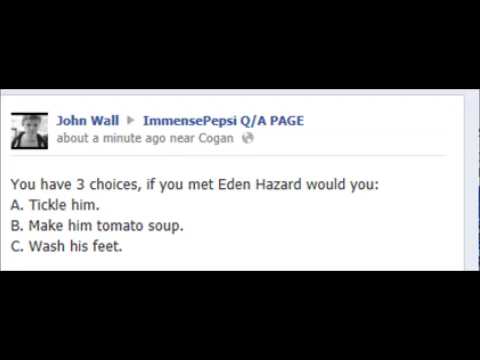 John Wall ▶ ImmensePepsi Q/A PAGE
about a minute ago near Cogan
You have 3 choices, if you met Eden Hazard would you:
A. Tickle him.
B. Make him tomato soup.
C. Wash his feet.